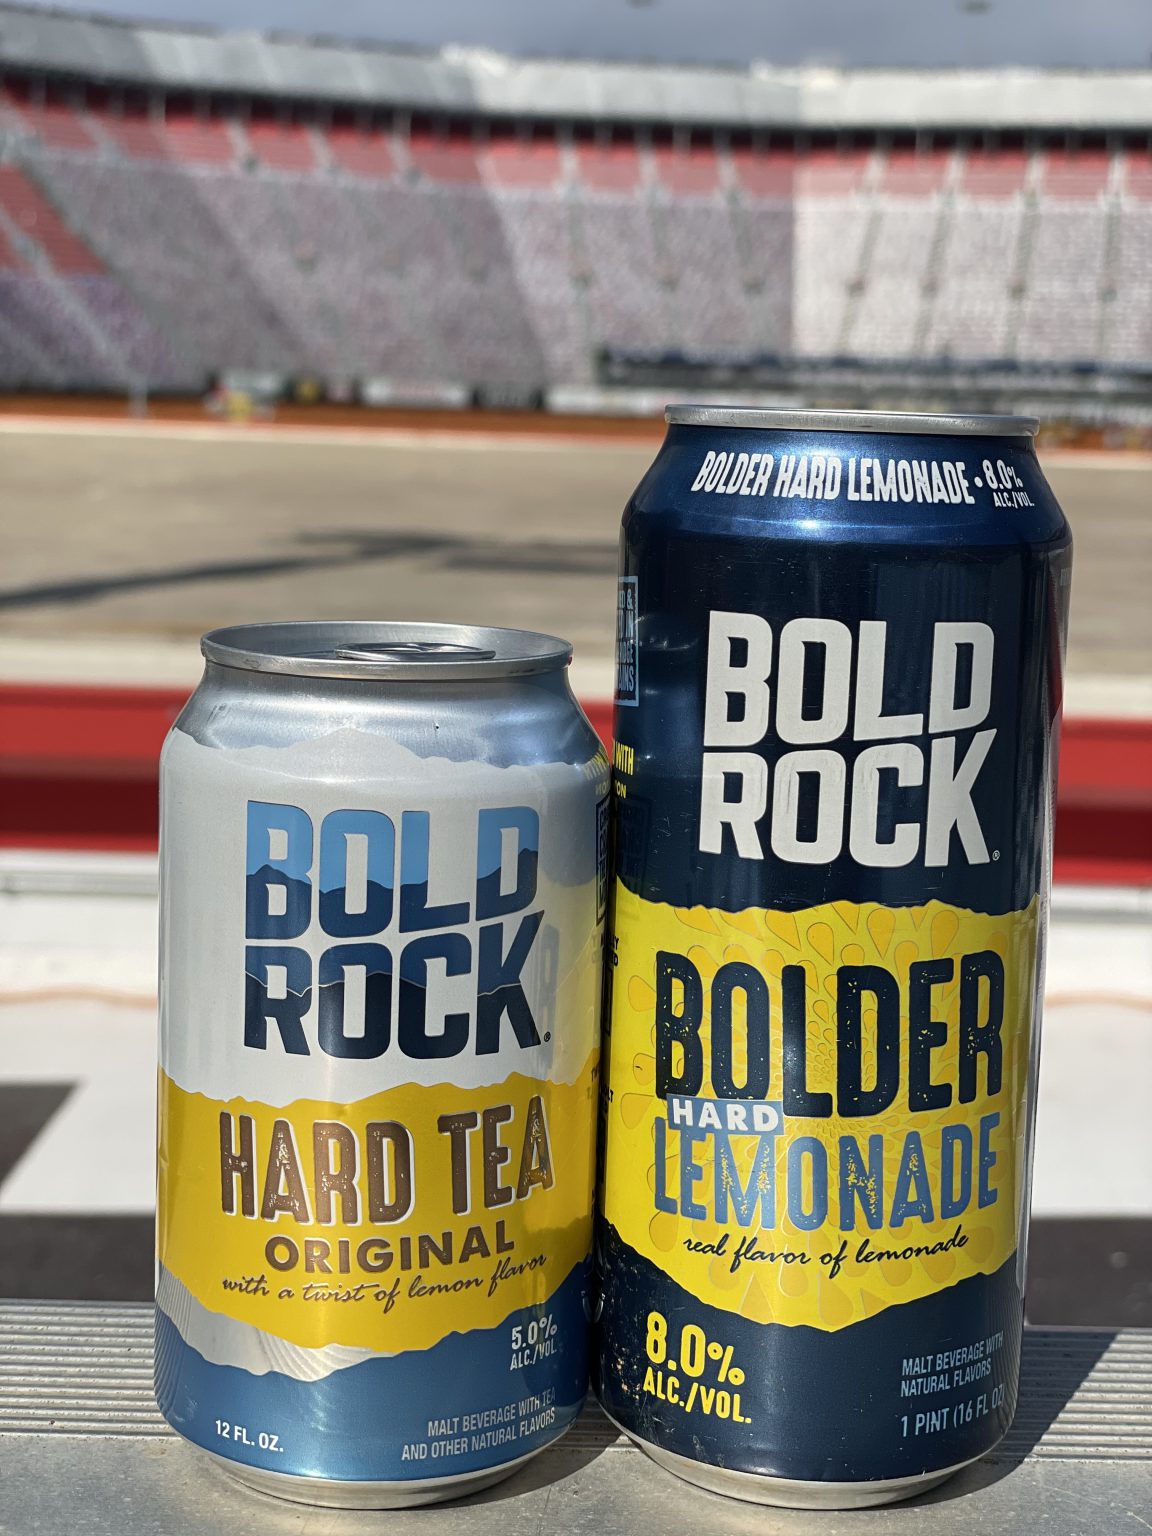 BOLD
ROCK®
HARD TEA
ORIGINAL
with a twist of lemon flavor
5.0%
ALC./VOL.
12 FL. OZ.
MALT BEVERAGE WITH TEA
AND OTHER NATURAL FLAVORS
BOLDER HARD LEMONADE • 8.0%
ALC./VOL.
BOLD
ROCK®
BOLDER
HARD
LEMONADE
real flavor of lemonade
8.0%
ALC./VOL.
MALT BEVERAGE WITH
NATURAL FLAVORS
1 PINT (16 FL OZ
WITH